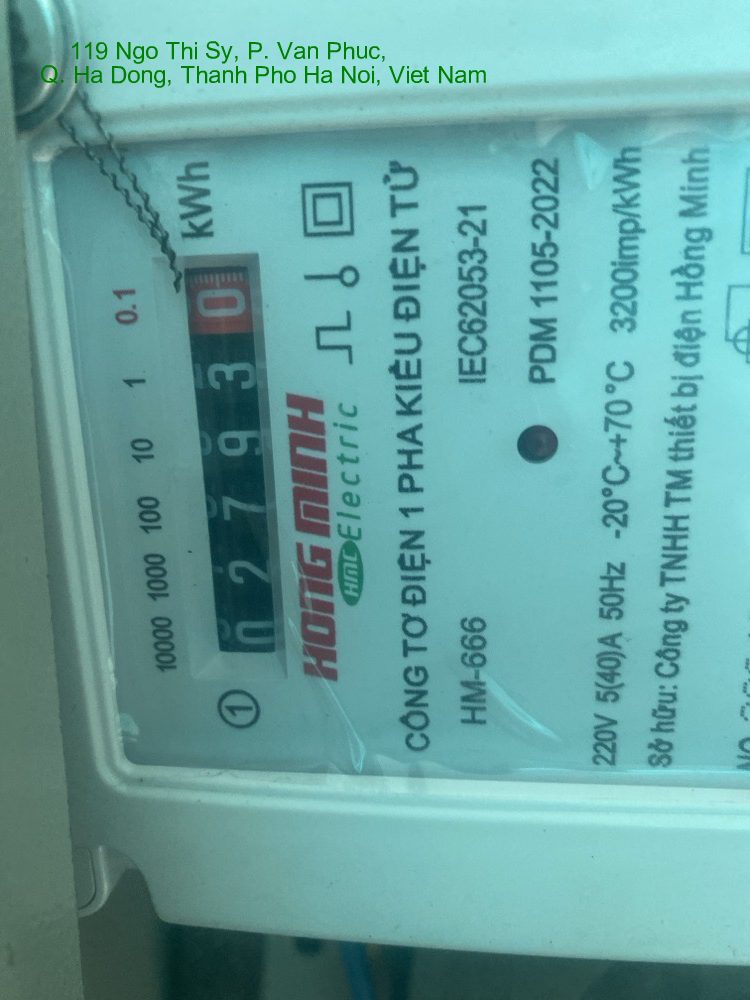 119 Ngo Thi Sy, P. Van Phuc,
Q. Ha Dong, Thanh Pho Ha Noi, Viet Nam
10000 1000 100 10 1 0.1
① 0 2 7 9 3 0 kWh
HONG MINH
HMC Electric
CÔNG TƠ ĐIỆN 1 PHA KIỂU ĐIỆN TỬ
HM-666 IEC62053-21
PDM 1105-2022
220V 5(40)A 50Hz -20°C~+70°C 3200imp/kWh
Sở hữu: Công ty TNHH TM thiết bị điện Hồng Minh